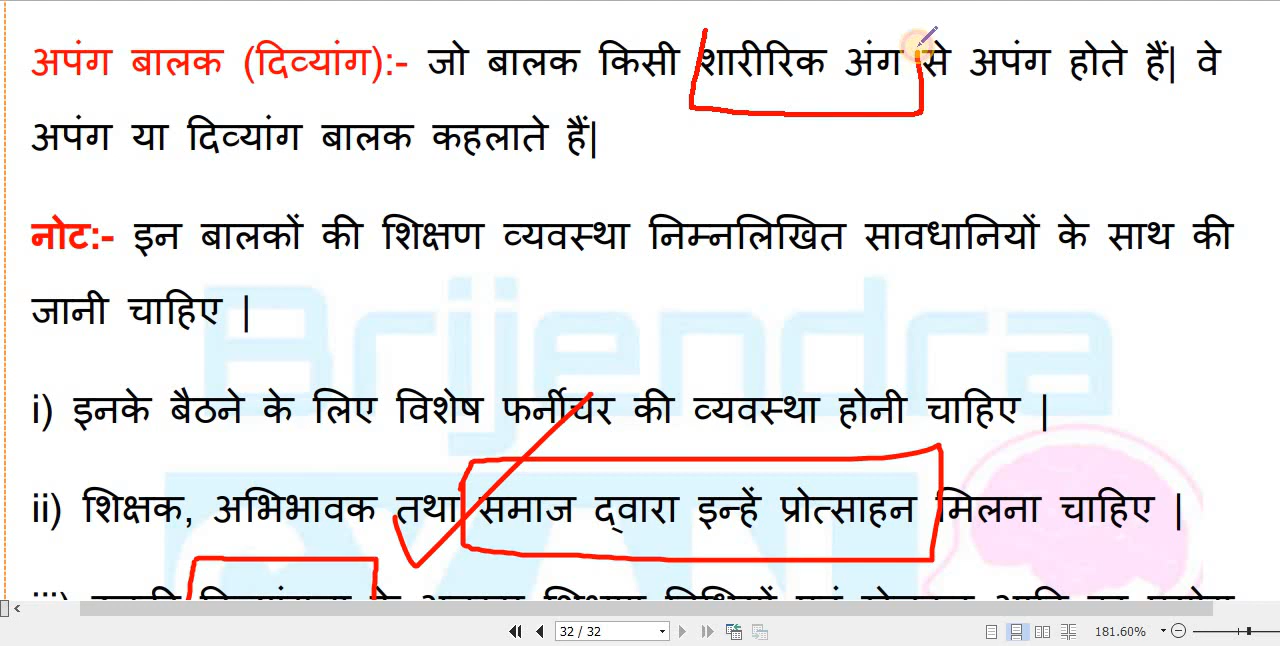 अपंग बालक (दिव्यांग):- जो बालक किसी शारीरिक अंग से अपंग होते हैं| वे
अपंग या दिव्यांग बालक कहलाते हैं|
नोट:- इन बालकों की शिक्षण व्यवस्था निम्नलिखित सावधानियों के साथ की
जानी चाहिए |
Brijendra
i) इनके बैठने के लिए विशेष फर्नीचर की व्यवस्था होनी चाहिए |
ii) शिक्षक, अभिभावक तथा समाज द्वारा इन्हें प्रोत्साहन मिलना चाहिए |
32 / 32
181.60%